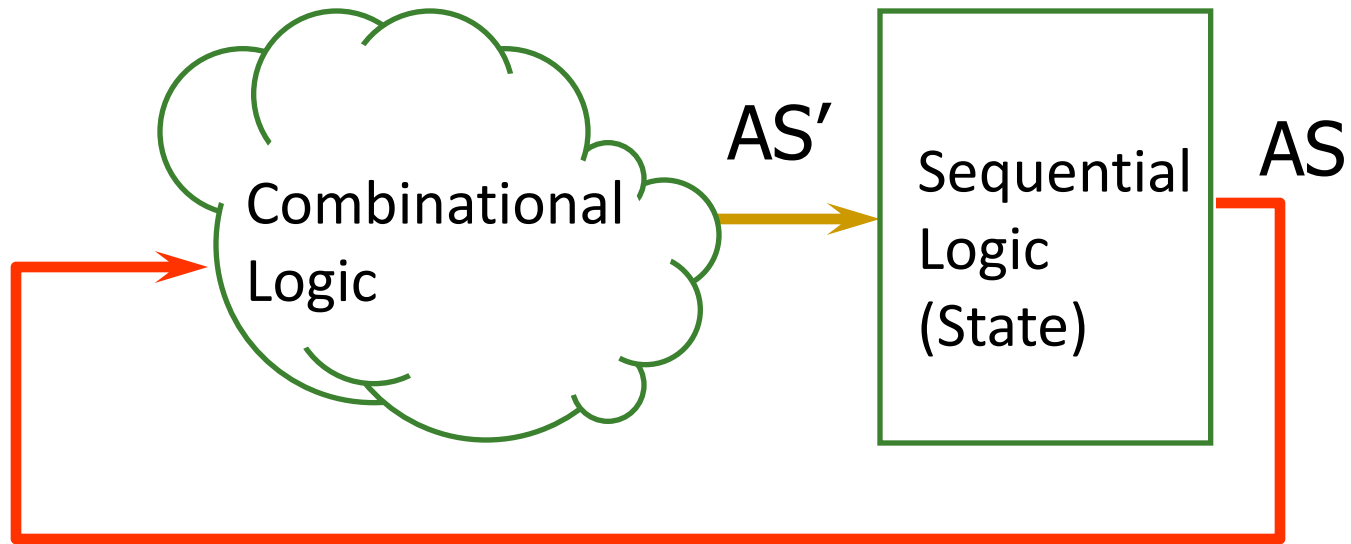 Combinational
Logic
AS′
Sequential
Logic
(State)
AS